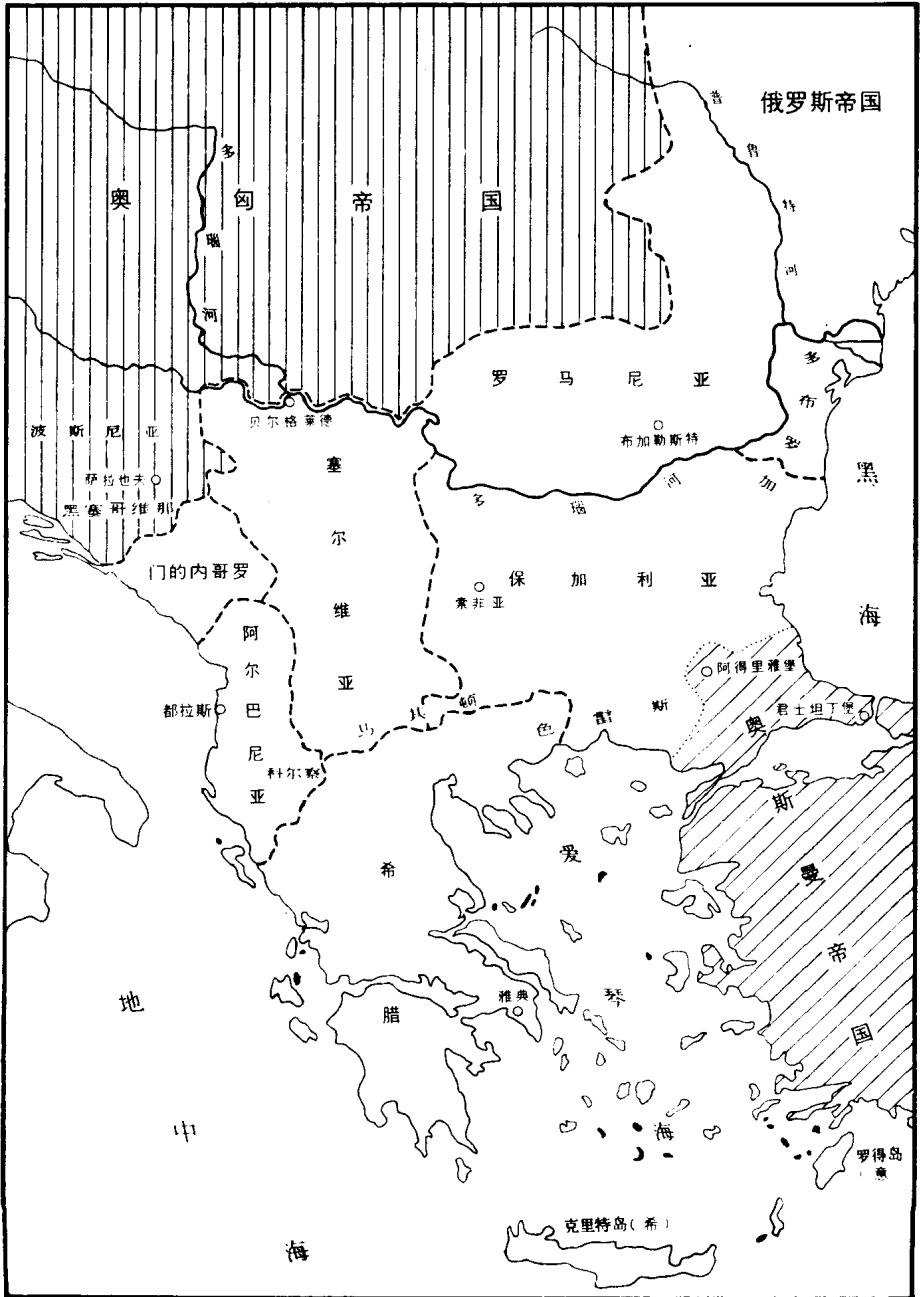 俄罗斯帝国
普鲁特河
奥匈帝国
多瑙河
罗马尼亚
布加勒斯特
多布罗加
黑海
贝尔格莱德
波斯尼亚
萨拉也夫
黑塞哥维那
塞尔维亚
门的内哥罗
多瑙河
保加利亚
索非亚
阿尔巴尼亚
都拉斯
科尔察
马其顿
色雷斯
阿得里雅堡
君士坦丁堡
奥斯曼帝国
希腊
雅典
爱琴海
地中海
罗得岛
意
克里特岛(希)